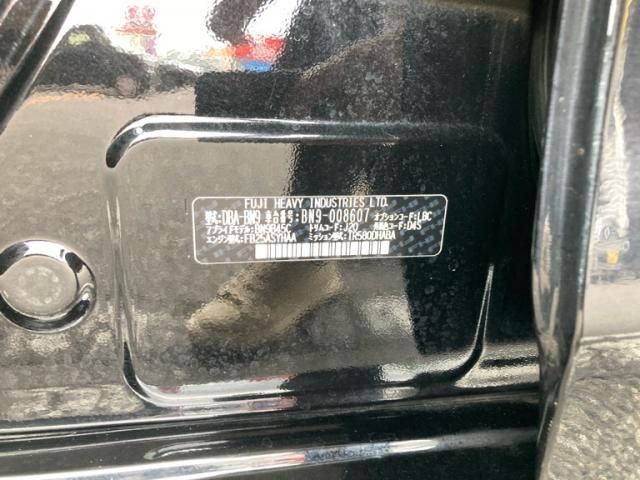 FUJI HEAVY INDUSTRIES LTD.
型式:DBA-BN9 車台番号:BN9-008607 オプションコード:LBC
アプライドモデル:BN9B45C トリムコード:J20 外装色コード:D4S
エンジン型式:FB25ASYHAA ミッション型式:TR580DHABA